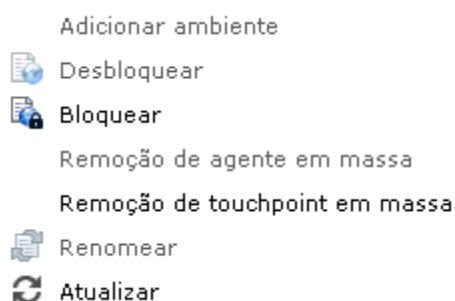 Adicionar ambiente
Desbloquear
Bloquear
Remoção de agente em massa
Remoção de touchpoint em massa
Renomear
Atualizar